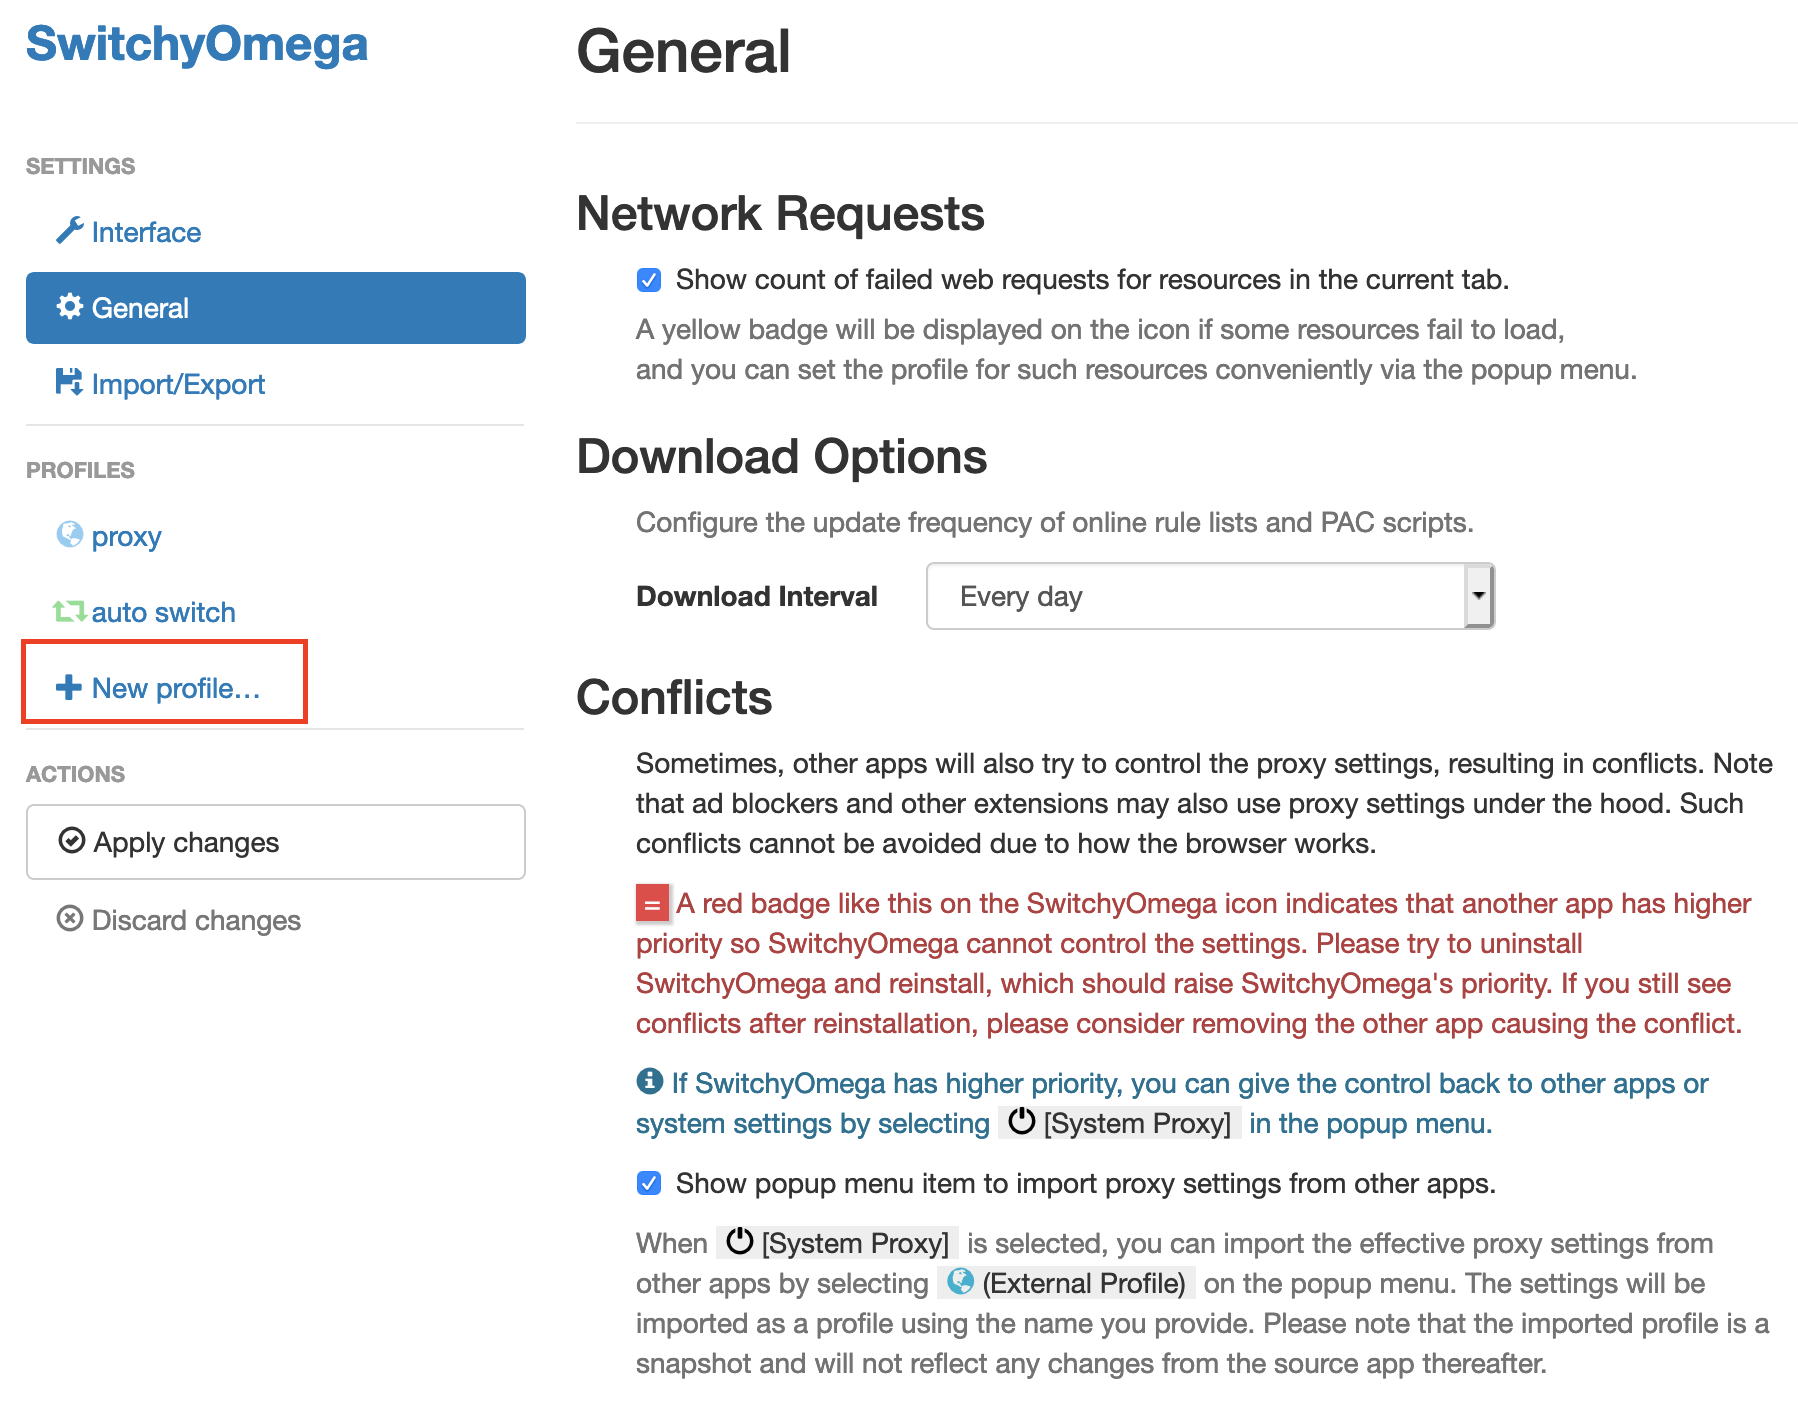 SwitchyOmega
SETTINGS
Interface
General
Import/Export
PROFILES
proxy
auto switch
New profile...
ACTIONS
Apply changes
Discard changes
General
Network Requests
Show count of failed web requests for resources in the current tab.
A yellow badge will be displayed on the icon if some resources fail to load,
and you can set the profile for such resources conveniently via the popup menu.
Download Options
Configure the update frequency of online rule lists and PAC scripts.
Download Interval Every day
Conflicts
Sometimes, other apps will also try to control the proxy settings, resulting in conflicts. Note
that ad blockers and other extensions may also use proxy settings under the hood. Such
conflicts cannot be avoided due to how the browser works.
= A red badge like this on the SwitchyOmega icon indicates that another app has higher
priority so SwitchyOmega cannot control the settings. Please try to uninstall
SwitchyOmega and reinstall, which should raise SwitchyOmega's priority. If you still see
conflicts after reinstallation, please consider removing the other app causing the conflict.
If SwitchyOmega has higher priority, you can give the control back to other apps or
system settings by selecting [System Proxy] in the popup menu.
Show popup menu item to import proxy settings from other apps.
When [System Proxy] is selected, you can import the effective proxy settings from
other apps by selecting (External Profile) on the popup menu. The settings will be
imported as a profile using the name you provide. Please note that the imported profile is a
snapshot and will not reflect any changes from the source app thereafter.